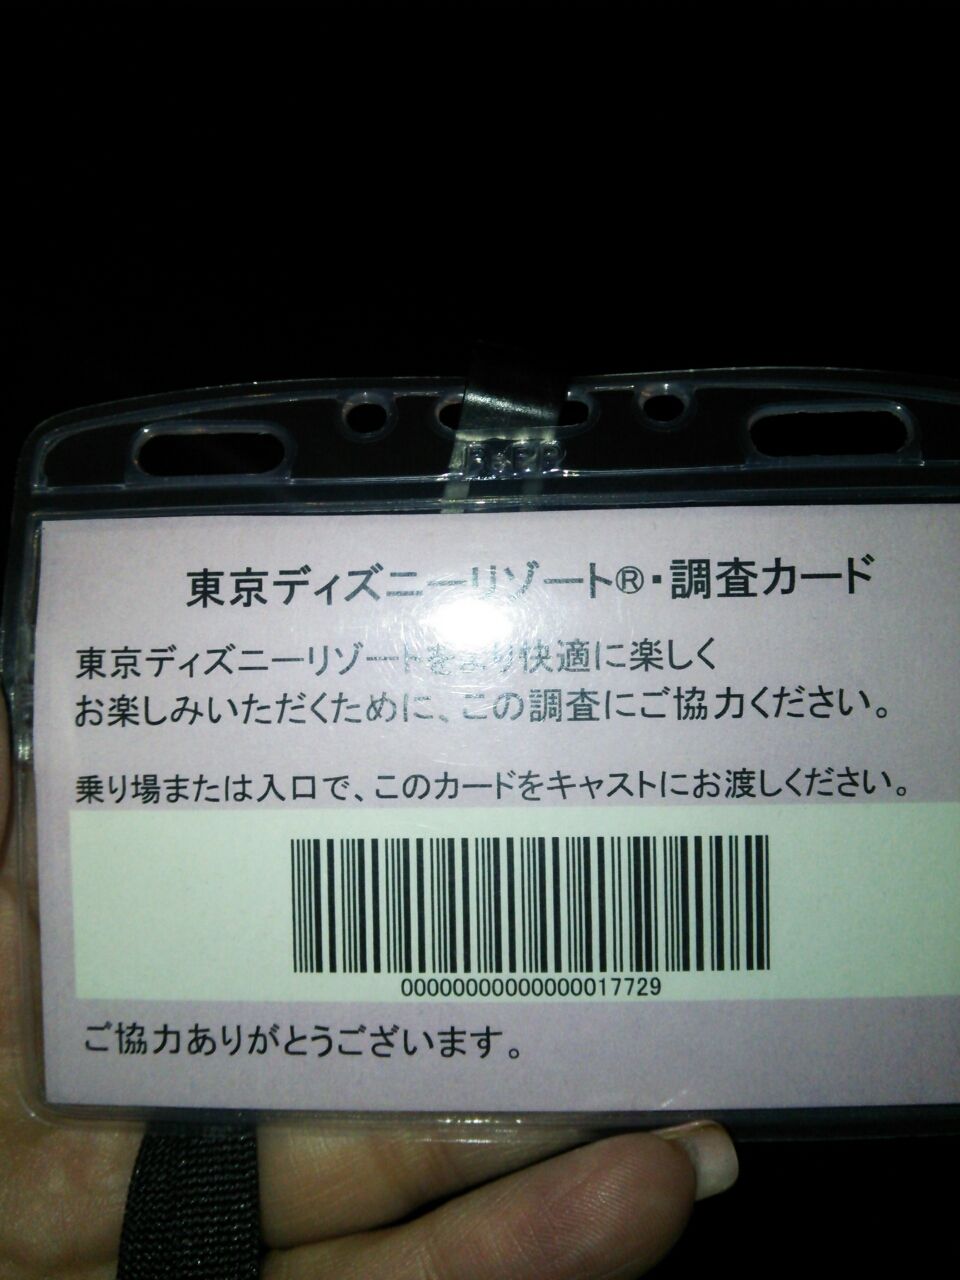 東京ディズニーリゾート®・調査カード
東京ディズニーリゾートをより快適に楽しく
お楽しみいただくために、この調査にご協力ください。
乗り場または入口で、このカードをキャストにお渡しください。
00000000000000017729
ご協力ありがとうございます。